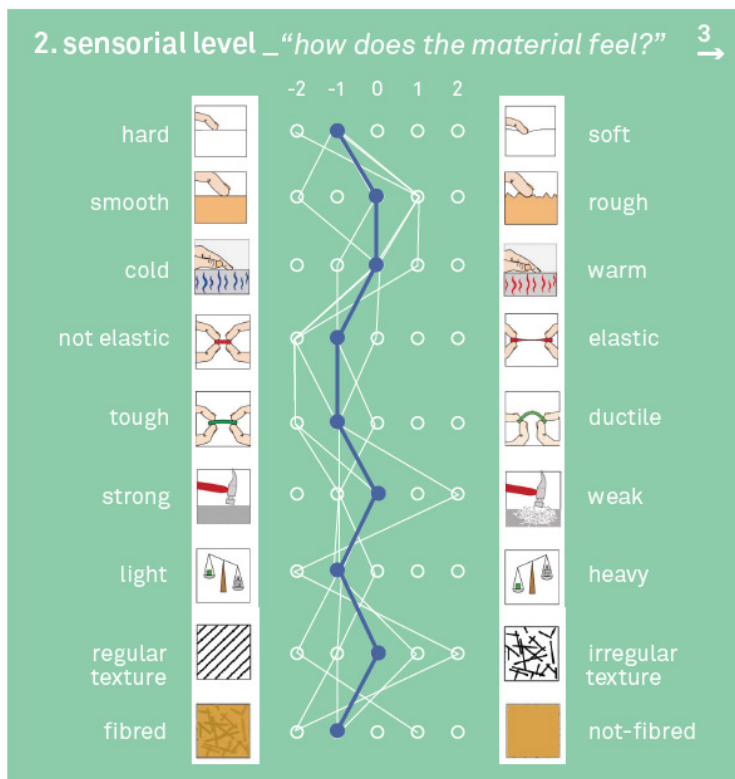 2. sensorial level _ “how does the material feel?” 3
-2 -1 0 1 2
hard soft
smooth rough
cold warm
not elastic elastic
tough ductile
strong weak
light heavy
regular irregular
texture texture
fibred not-fibred